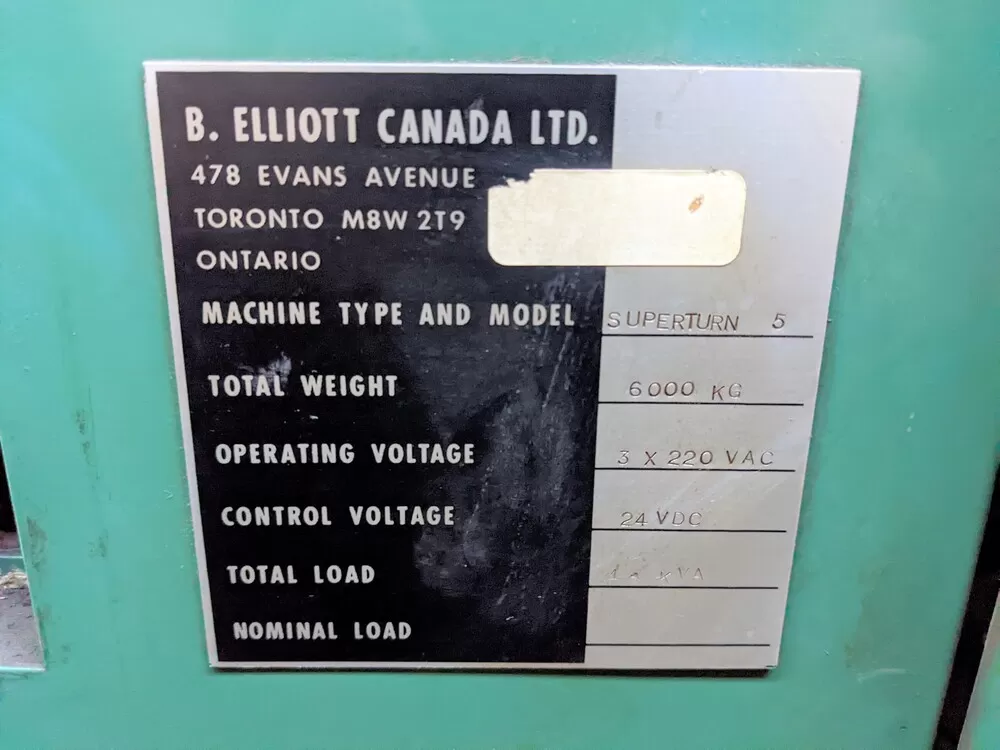 B. ELLIOTT CANADA LTD.
478 EVANS AVENUE
TORONTO M8W 2T9
ONTARIO
MACHINE TYPE AND MODEL SUPERTURN 5
TOTAL WEIGHT 6000 KG
OPERATING VOLTAGE 3 X 220 VAC
CONTROL VOLTAGE 24 VDC
TOTAL LOAD KVA
NOMINAL LOAD